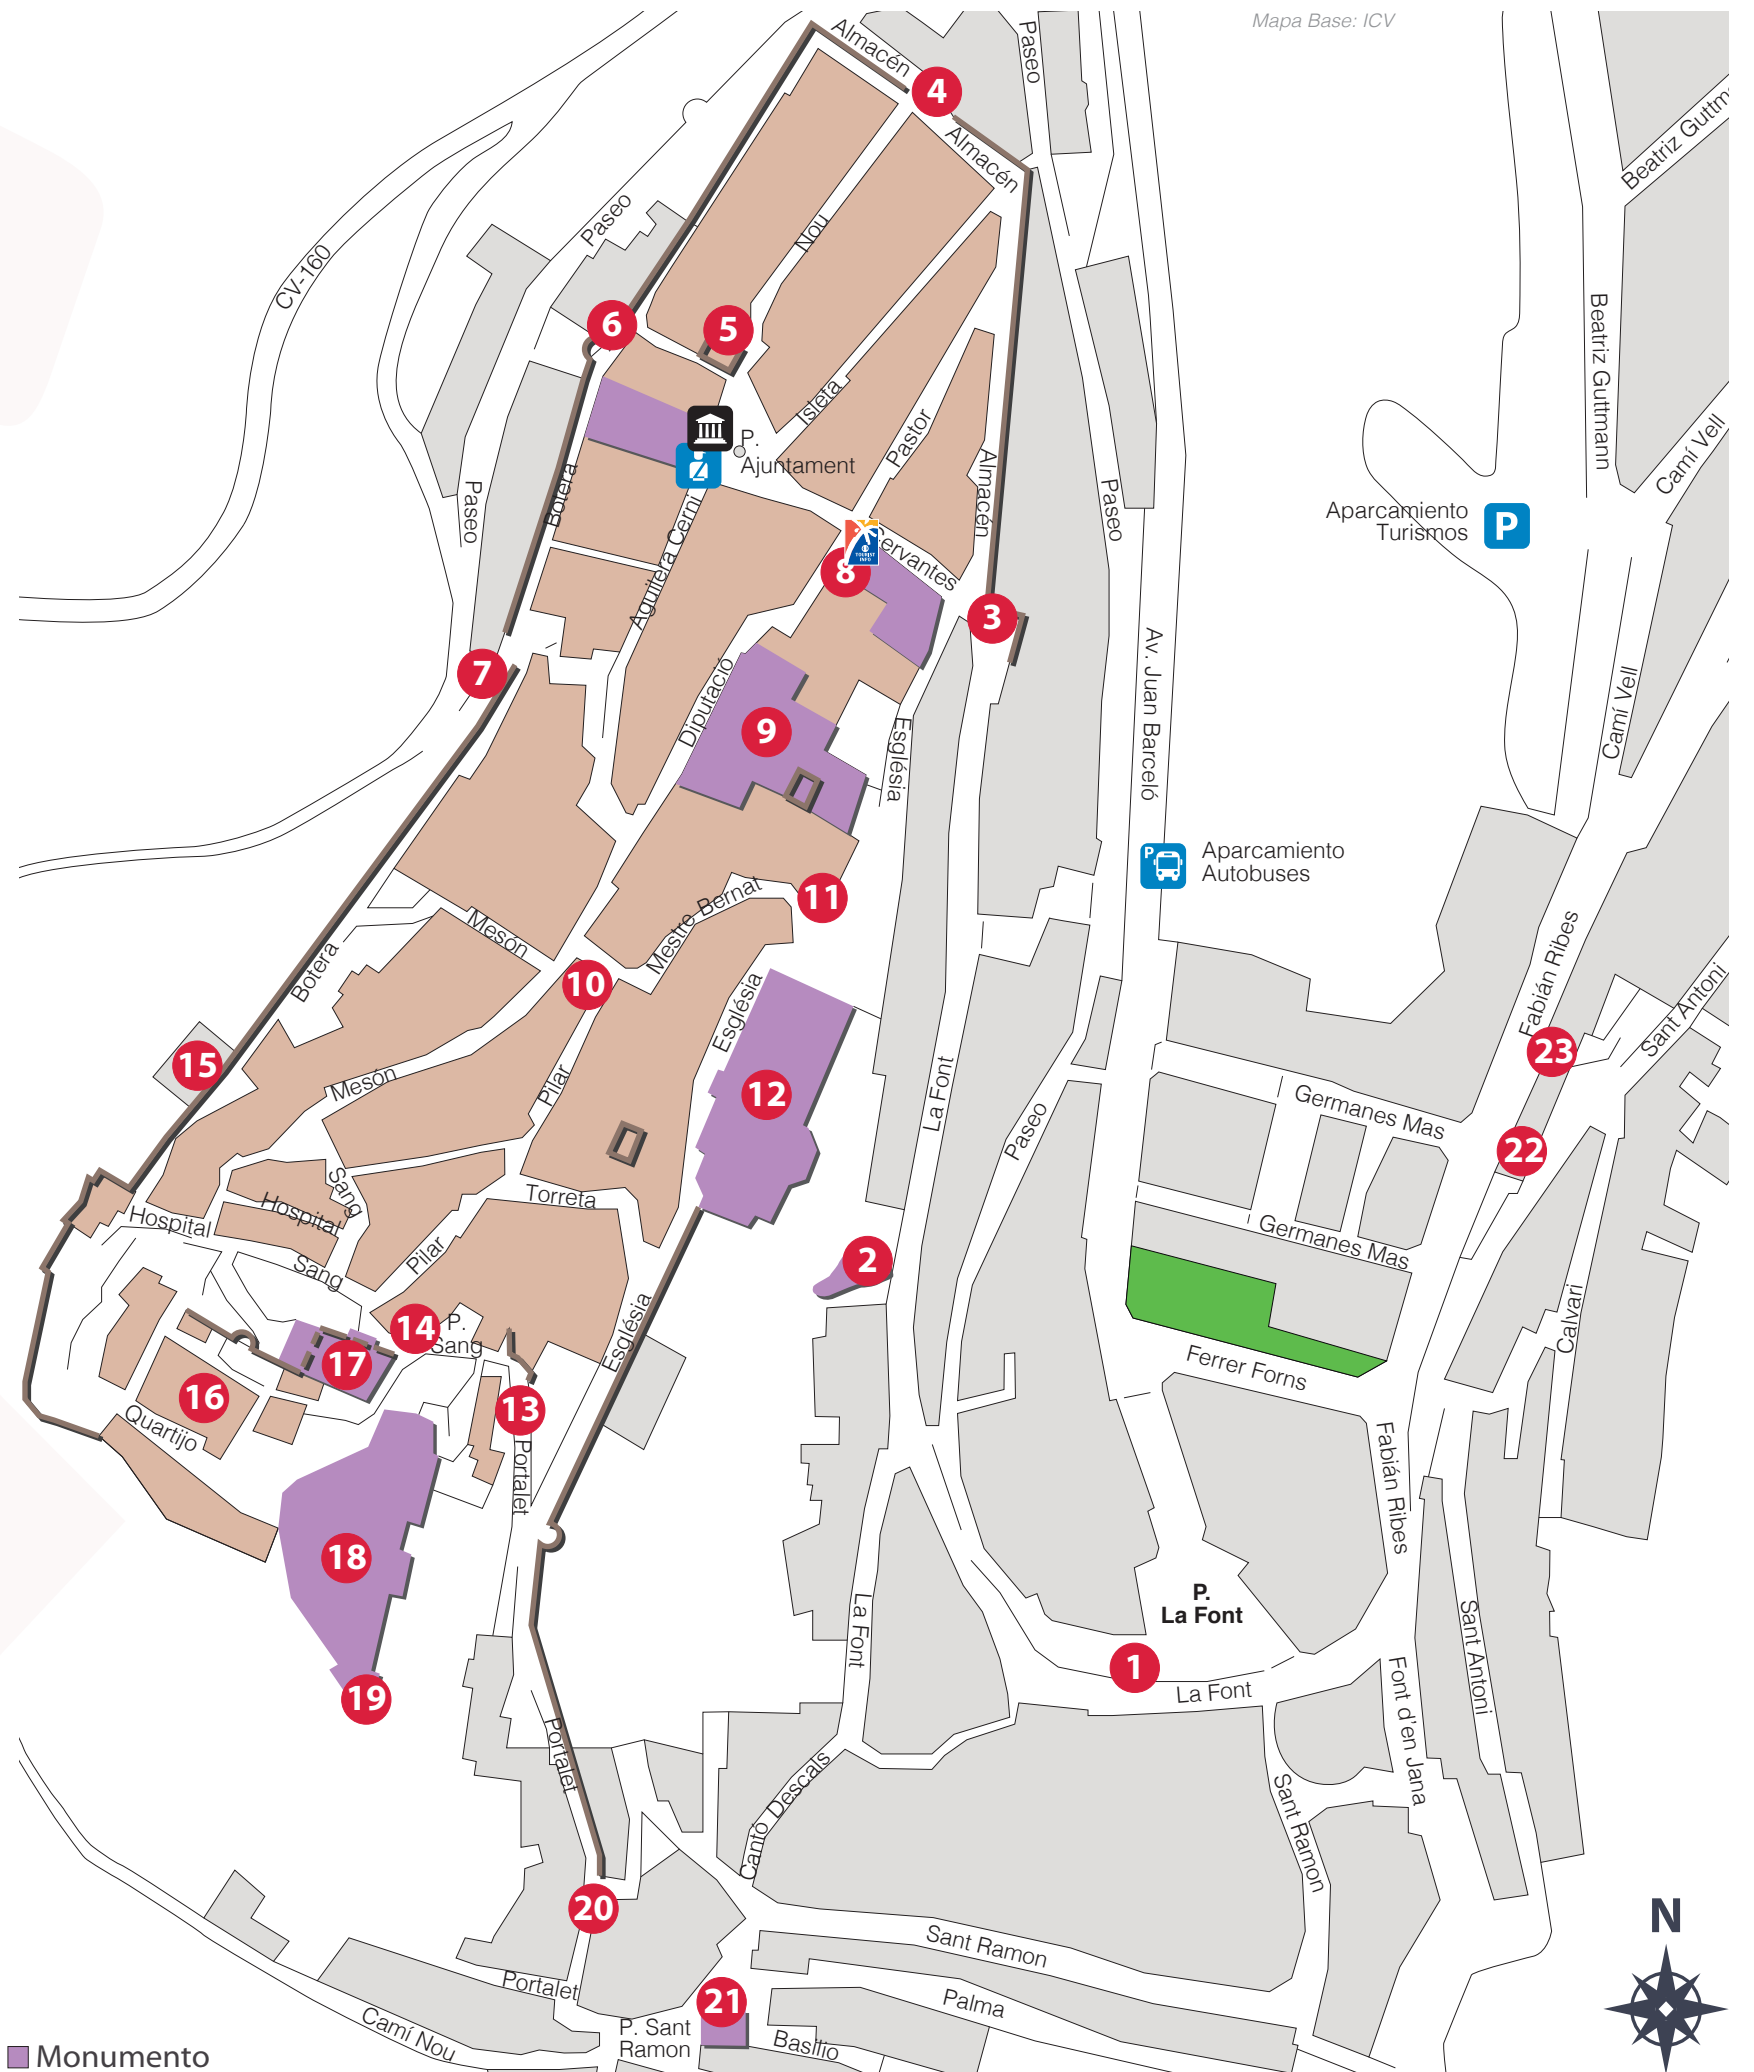 Mapa Base: ICV
Almacén
Paseo
4
Almacén
Beatriz Guttm
Paseo
Nou
CV-160
6
5
Beatriz Guttmann
Isleta
Pastor
P.
Ajuntament
Almacén
Paseo
Botera
Paseo
Camí Vell
Aparcamiento
Turismos
P
Aguilera Cerni
TOURIST
INFO
Cervantes
8
3
7
Diputació
Av. Juan Barceló
Camí Vell
9
Església
P
Aparcamiento
Autobuses
11
Mestre Bernat
Mesón
Botera
10
Església
Fabián Ribes
Sant Antoni
23
15
Mesón
Pilar
12
La Font
Paseo
Germanes Mas
22
Sang
Torreta
Hospital
Hospital
Pilar
Sang
2
Germanes Mas
Calvari
14
P.
Sang
Església
17
16
13
Ferrer Forns
Quartijo
Portalet
Fabián Ribes
18
P.
La Font
La Font
Sant Antoni
1
La Font
Font d'en Jana
19
Portalet
Cantó Descals
Sant Ramon
20
N
Sant Ramon
Portalet
21
Palma
Camí Nou
P. Sant
Ramon
Basilio
Monumento